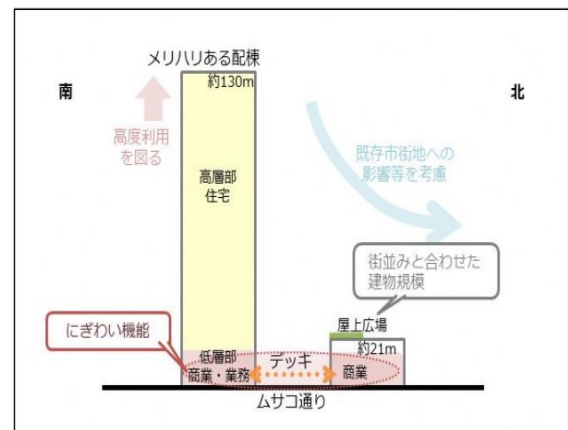 メリハリある配棟
南
約130m
北
高度利用
を図る
既存市街地への
影響等を考慮
高層部
住宅
街並みと合わせた
建物規模
にぎわい機能
屋上広場
約21m
低層部
商業・業務
デッキ
商業
ムサコ通り